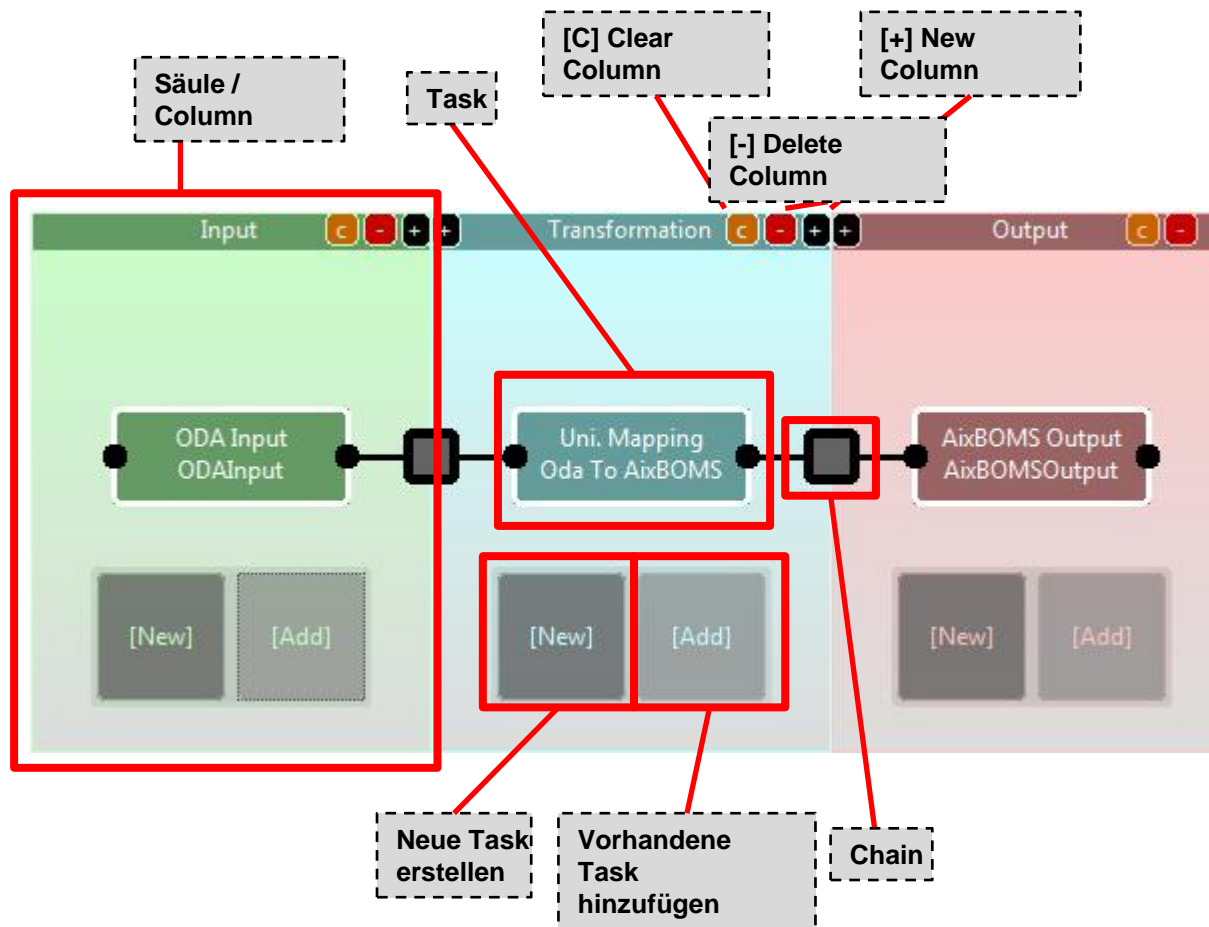 [C] Clear
Column
[+] New
Column
Säule /
Column
Task
[-] Delete
Column
Input c - + +
Transformation c - + +
Output c -
ODA Input
ODAInput
Uni. Mapping
Oda To AixBOMS
AixBOMS Output
AixBOMSOutput
[New] [Add]
[New] [Add]
[New] [Add]
Neue Task
erstellen
Vorhandene
Task
hinzufügen
Chain